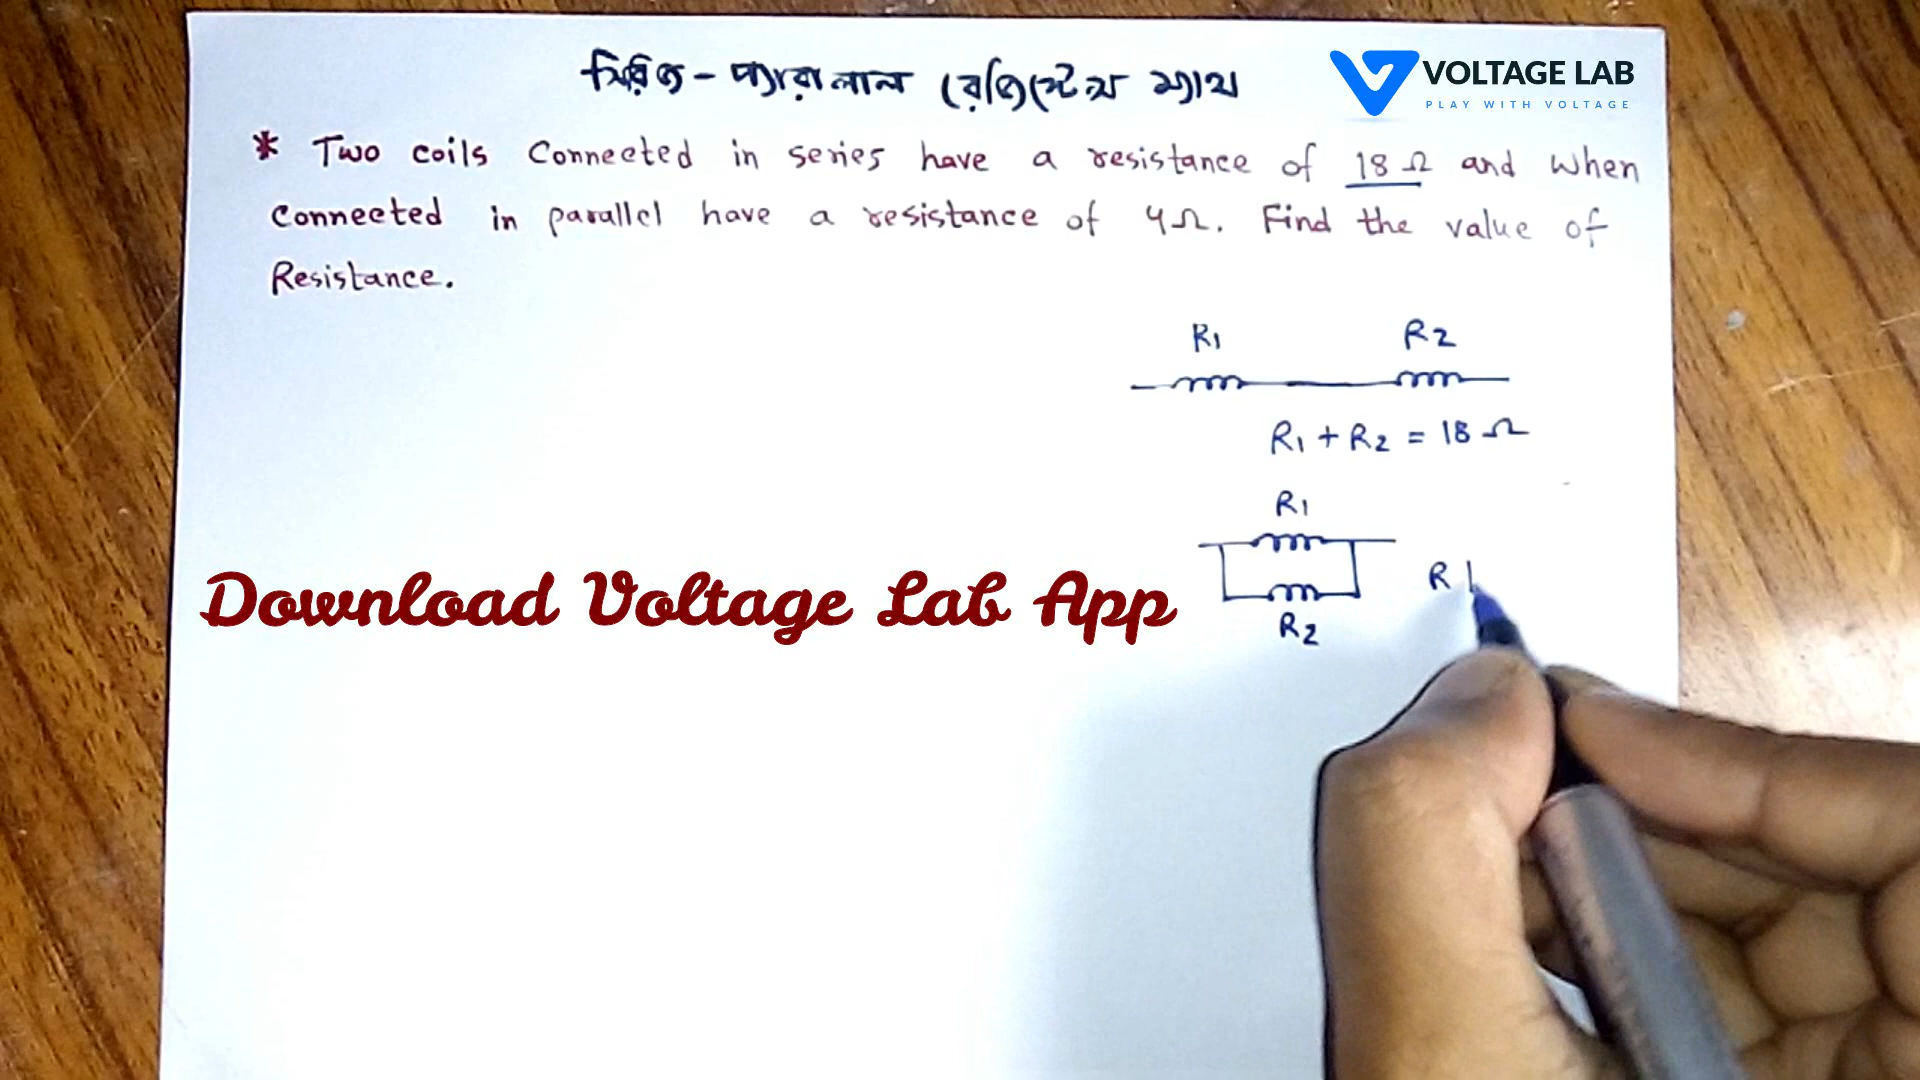 সিরিজ - প্যারালাল রেজিস্টেন্স ম্যাথ
VOLTAGE LAB
PLAY WITH VOLTAGE
* Two coils Connected in series have a resistance of 18 Ω and when
Connected in parallel have a resistance of 4Ω. Find the value of
Resistance.
R1 R2
R1 + R2 = 18 Ω
R1
R
R2
Download Voltage Lab App